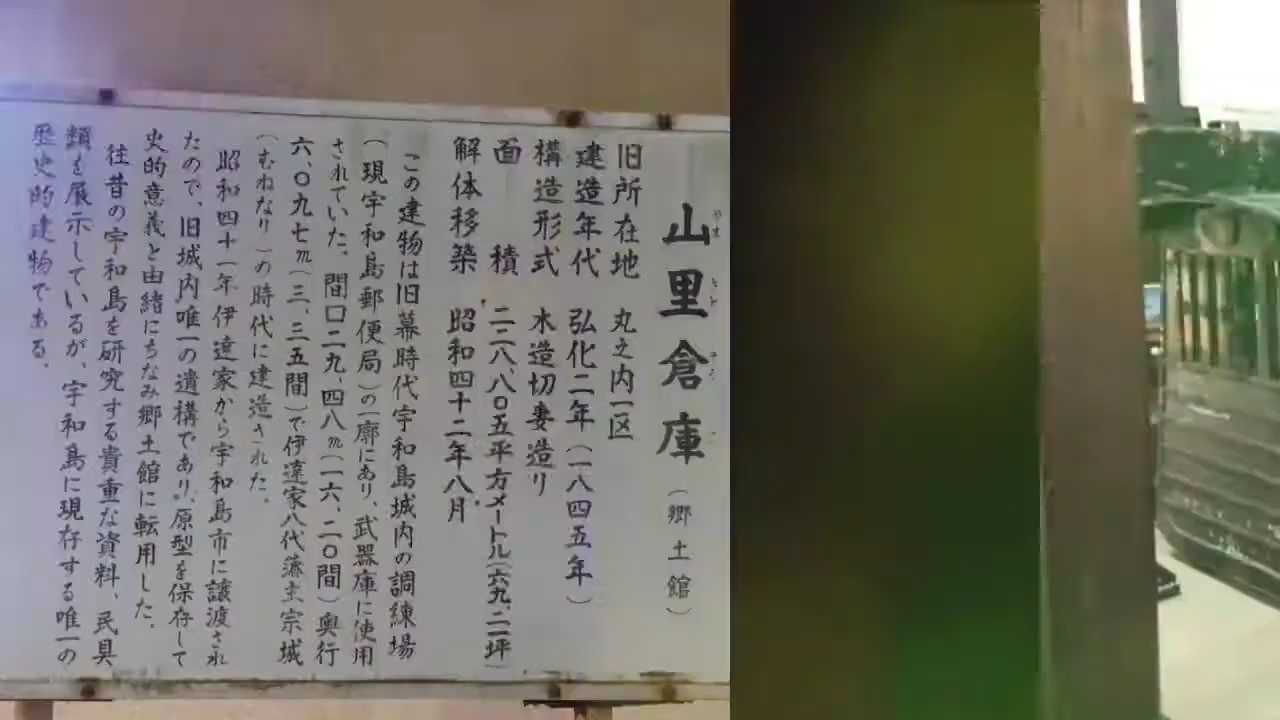 山里倉庫（郷土館）
やまざとそうこ
旧所在地 丸之内一区
建造年代 弘化二年（一八四五年）
構造形式 木造切妻造り
面積 二二八、八〇五平方メートル（六九、二一坪）
解体移築 昭和四十二年八月
この建物は旧幕時代宇和島城内の調練場
（現宇和島郵便局）の一廓にあり、武器庫に使用
されていた。間口二九、四八m（一六、二〇間）奥行
六、〇九七m（三、三五間）で伊達家八代藩主宗城
（むねなり）の時代に建造された。
昭和四十一年伊達家から宇和島市に譲渡され
たので、旧城内唯一の遺構であり、原型を保存して
史的意義と由緒にちなみ郷土館に転用した。
往昔の宇和島を研究する貴重な資料、民具
類を展示しているが、宇和島に現存する唯一の
歴史的建物である。